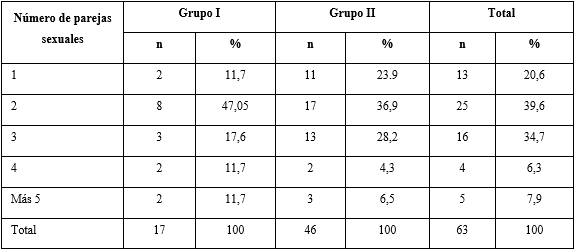 Número de parejas sexuales Grupo I Grupo II Total
n % n % n %
1 2 11,7 11 23.9 13 20,6
2 8 47,05 17 36,9 25 39,6
3 3 17,6 13 28,2 16 34,7
4 2 11,7 2 4,3 4 6,3
Más 5 2 11,7 3 6,5 5 7,9
Total 17 100 46 100 63 100